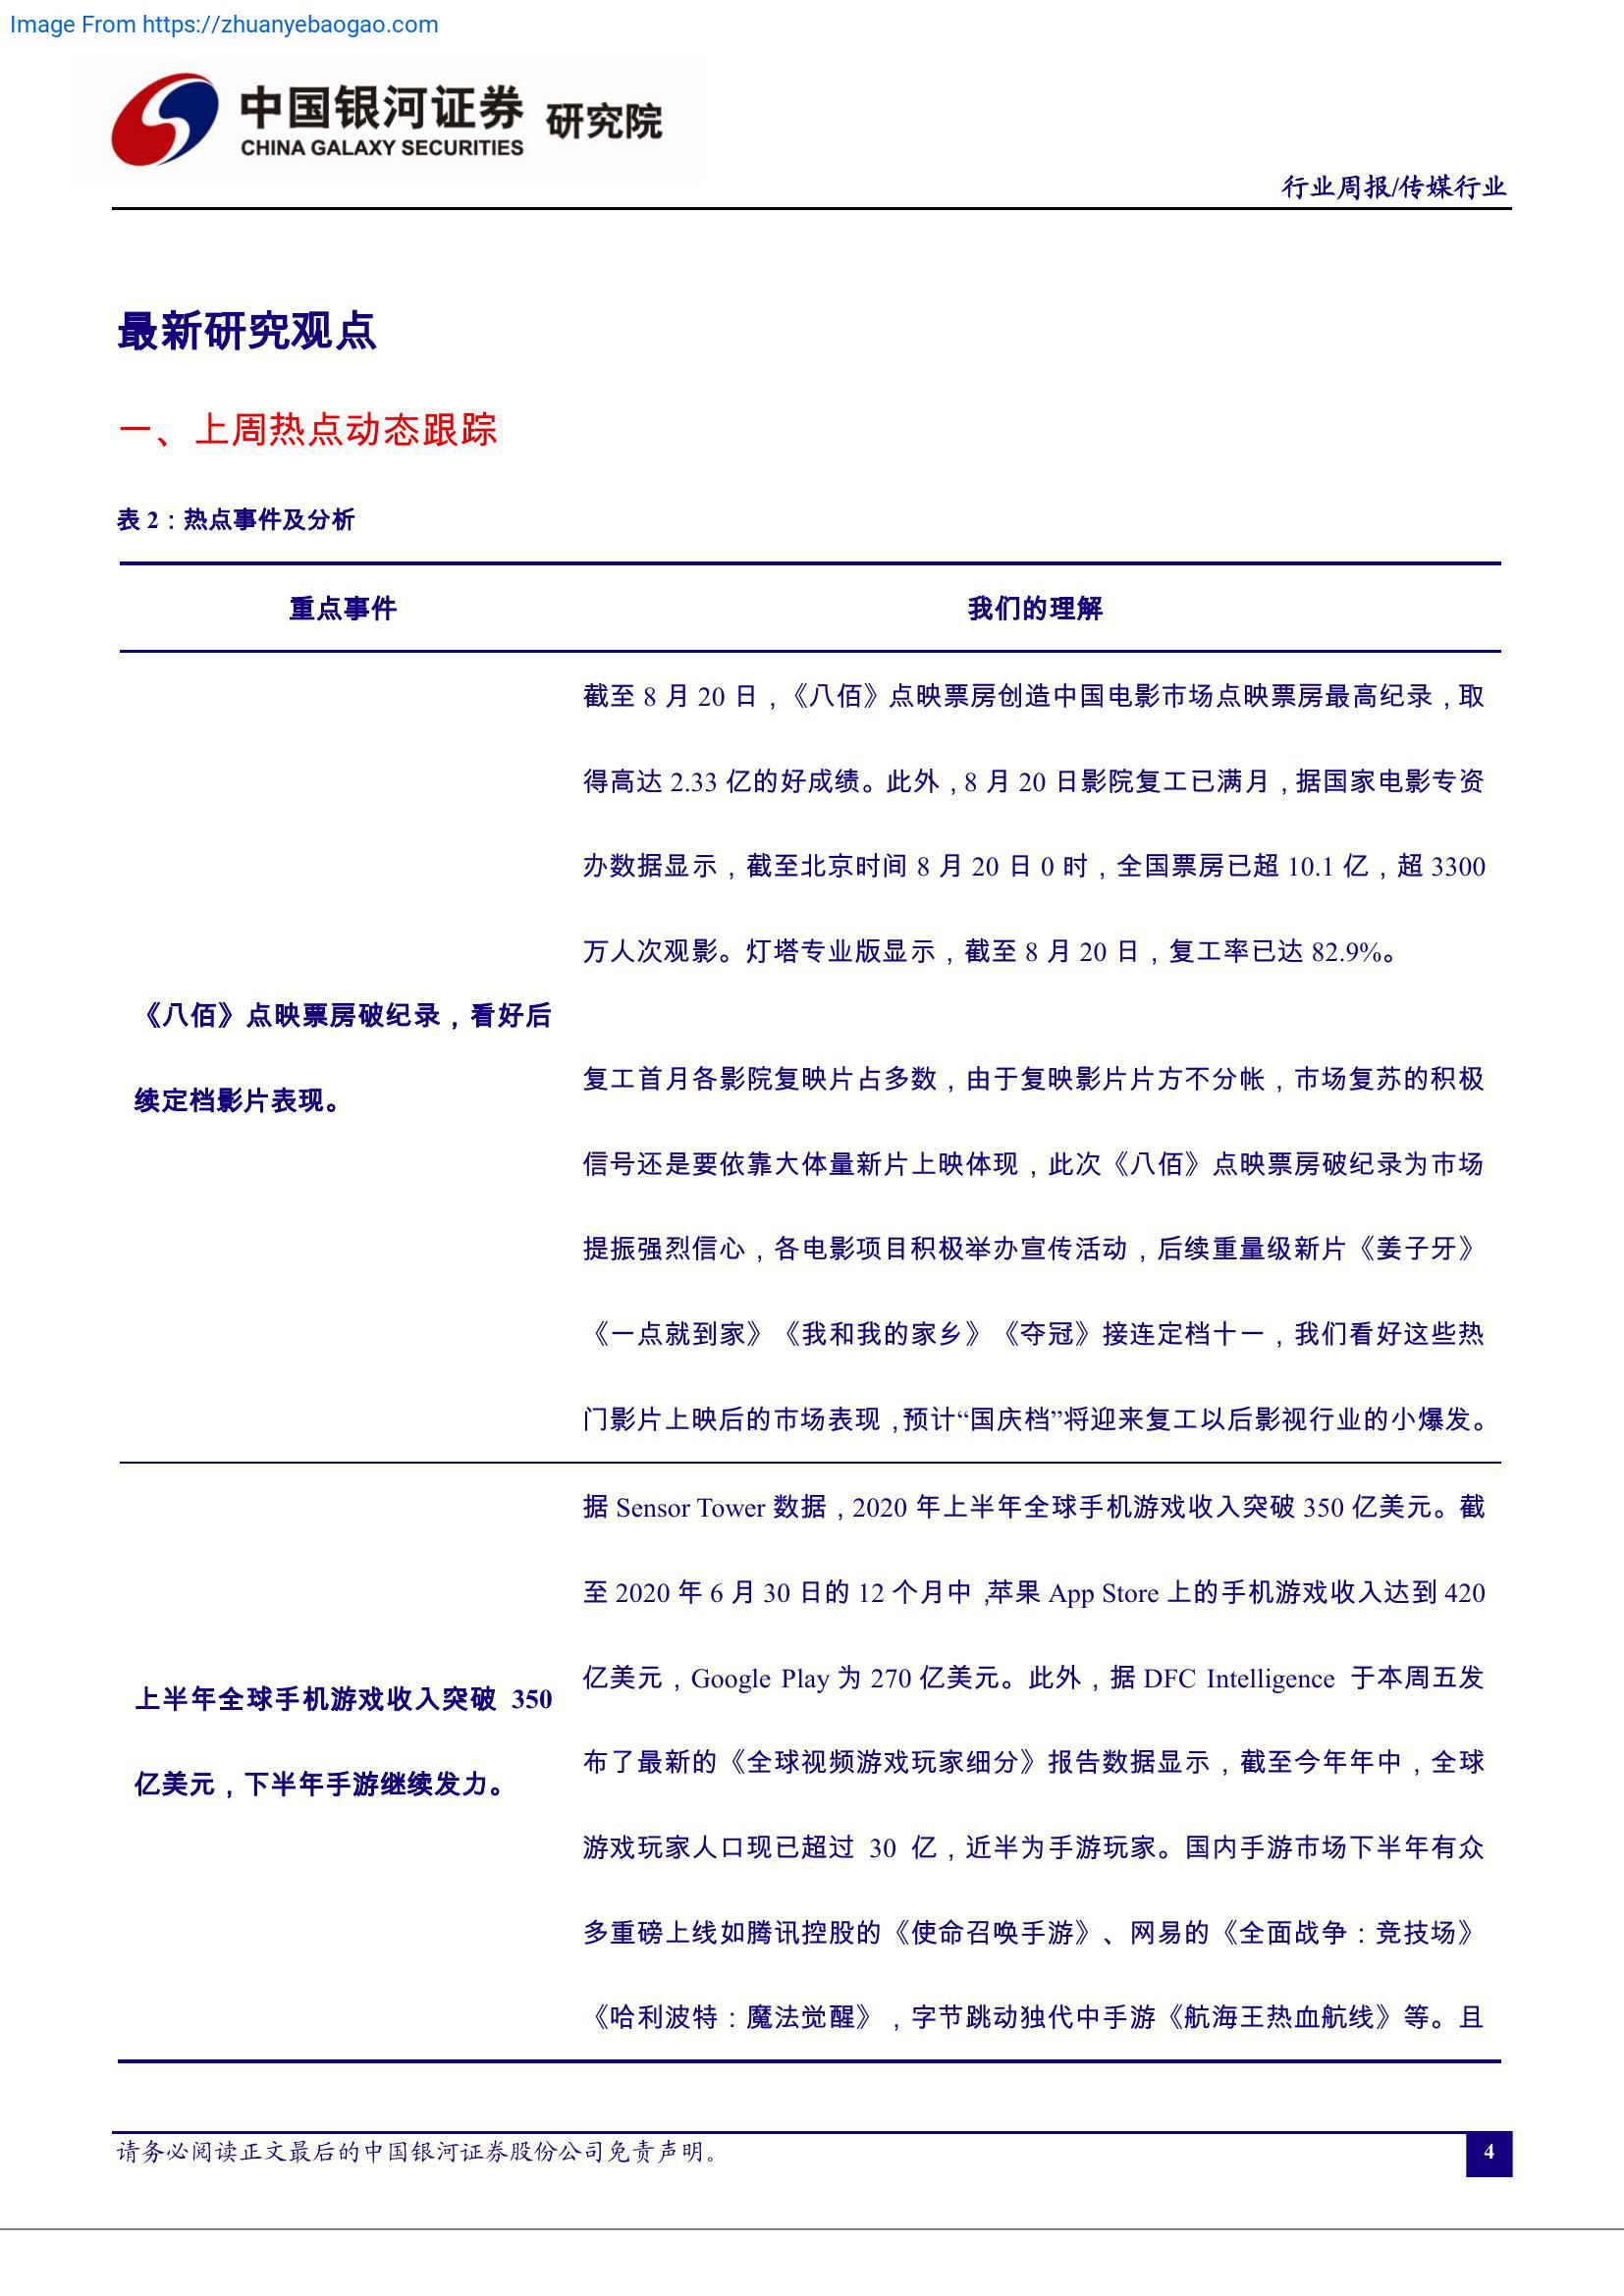 Image From https://zhuanyebaogao.com
中国银河证券 研究院
CHINA GALAXY SECURITIES
行业周报/传媒行业
最新研究观点
一、上周热点动态跟踪
表 2：热点事件及分析
重点事件 我们的理解
《八佰》点映票房破纪录，看好后
续定档影片表现。
截至 8 月 20 日，《八佰》点映票房创造中国电影市场点映票房最高纪录，取
得高达 2.33 亿的好成绩。此外，8 月 20 日影院复工已满月，据国家电影专资
办数据显示，截至北京时间 8 月 20 日 0 时，全国票房已超 10.1 亿，超 3300
万人次观影。灯塔专业版显示，截至 8 月 20 日，复工率已达 82.9%。
复工首月各影院复映片占多数，由于复映影片片方不分帐，市场复苏的积极
信号还是要依靠大体量新片上映体现，此次《八佰》点映票房破纪录为市场
提振强烈信心，各电影项目积极举办宣传活动，后续重量级新片《姜子牙》
《一点就到家》《我和我的家乡》《夺冠》接连定档十一，我们看好这些热
门影片上映后的市场表现，预计“国庆档”将迎来复工以后影视行业的小爆发。
上半年全球手机游戏收入突破 350
亿美元，下半年手游继续发力。
据 Sensor Tower 数据，2020 年上半年全球手机游戏收入突破 350 亿美元。截
至 2020 年 6 月 30 日的 12 个月中，苹果 App Store 上的手机游戏收入达到 420
亿美元，Google Play 为 270 亿美元。此外，据 DFC Intelligence 于本周五发
布了最新的《全球视频游戏玩家细分》报告数据显示，截至今年年中，全球
游戏玩家人口现已超过 30 亿，近半为手游玩家。国内手游市场下半年有众
多重磅上线如腾讯控股的《使命召唤手游》、网易的《全面战争：竞技场》
《哈利波特：魔法觉醒》，字节跳动独代中手游《航海王热血航线》等。且
请务必阅读正文最后的中国银河证券股份公司免责声明。
4